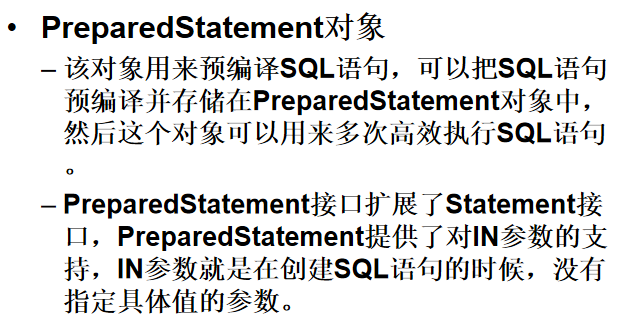 • PreparedStatement对象
– 该对象用来预编译SQL语句，可以把SQL语句
预编译并存储在PreparedStatement对象中，
然后这个对象可以用来多次高效执行SQL语句
。
– PreparedStatement接口扩展了Statement接
口，PreparedStatement提供了对IN参数的支
持，IN参数就是在创建SQL语句的时候，没有
指定具体值的参数。